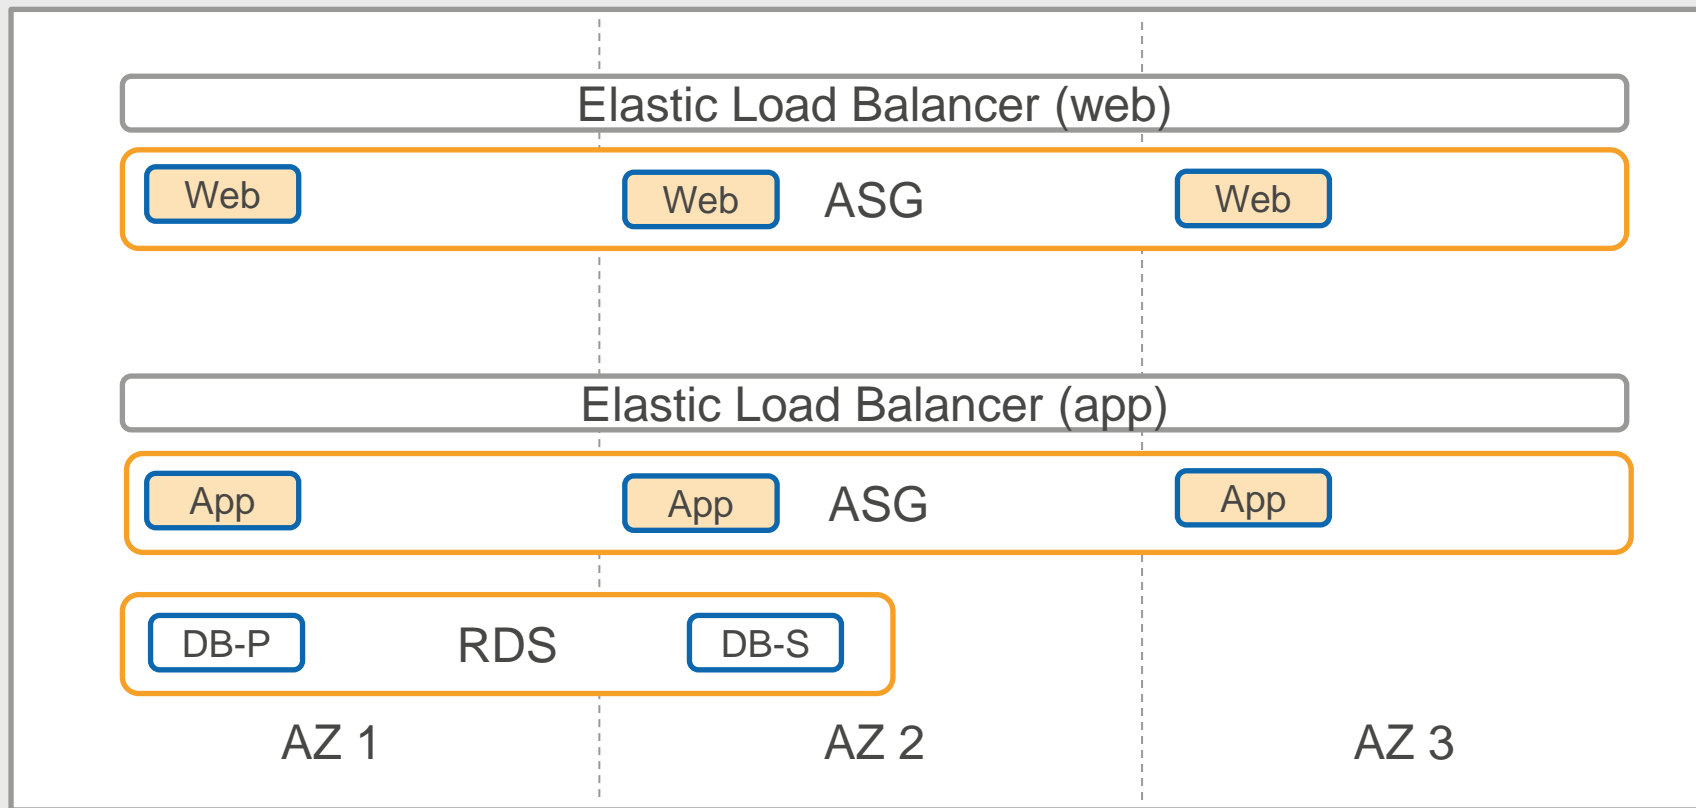 Elastic Load Balancer (web)
Web
Web
ASG
Web
Elastic Load Balancer (app)
App
App
ASG
App
DB-P
RDS
DB-S
AZ 1
AZ 2
AZ 3